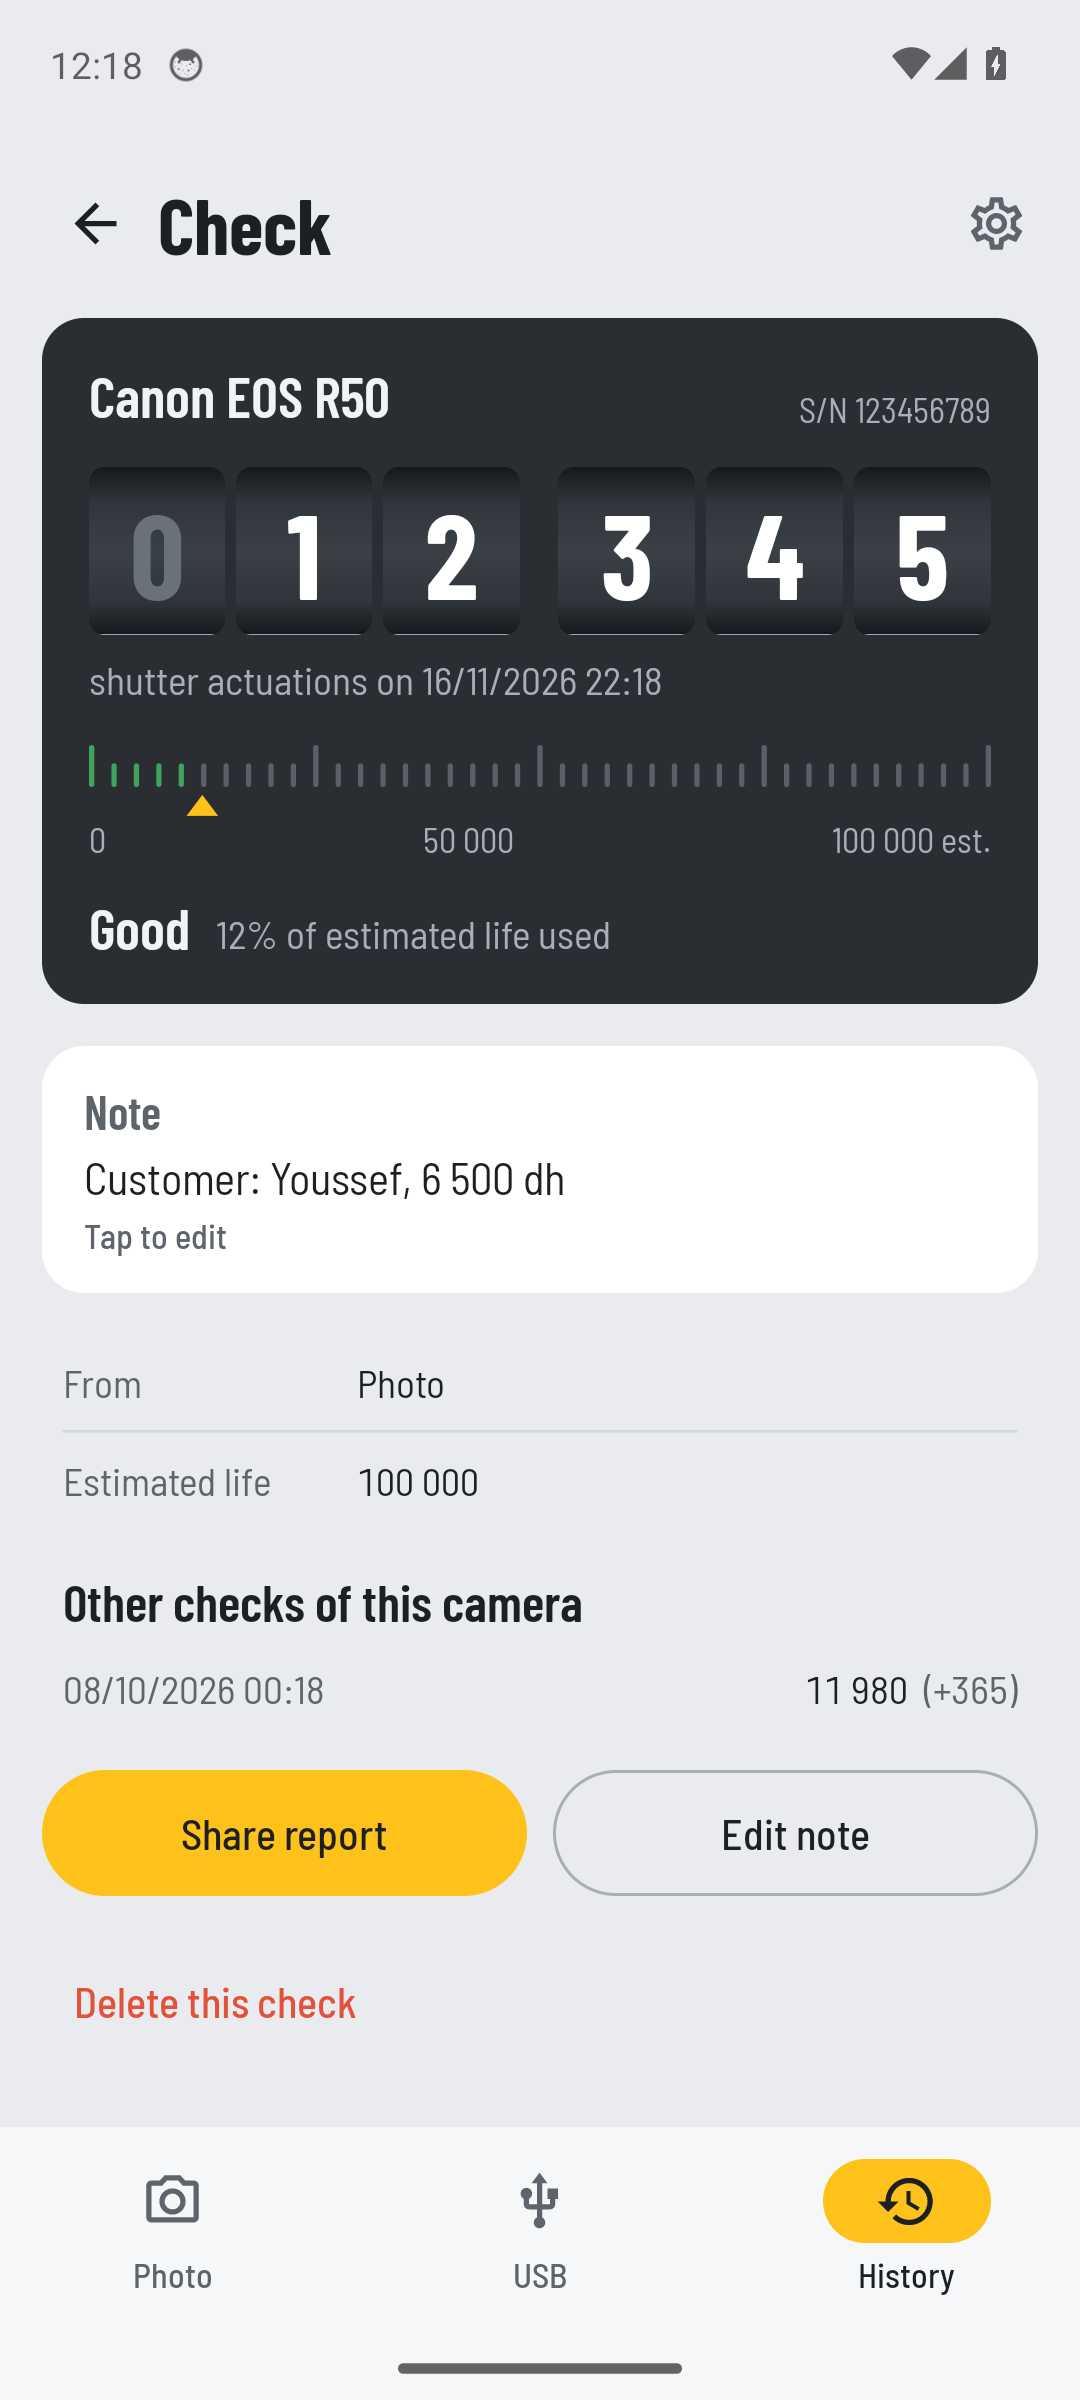 12:18
Check
Canon EOS R50
S/N 123456789
0 1 2 3 4 5
shutter actuations on 16/11/2026 22:18
0 50 000 100 000 est.
Good 12% of estimated life used
Note
Customer: Youssef, 6 500 dh
Tap to edit
From Photo
Estimated life 100 000
Other checks of this camera
08/10/2026 00:18 11 980 (+365)
Share report Edit note
Delete this check
Photo USB History